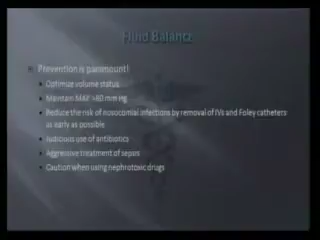 Fluid Balance
Prevention is paramount!
Optimize volume status
Maintain MAP >80 mm Hg
Reduce the risk of nosocomial infections by removal of IVs and Foley catheters
as early as possible
Judicious use of antibiotics
Aggressive treatment of sepsis
Caution when using nephrotoxic drugs